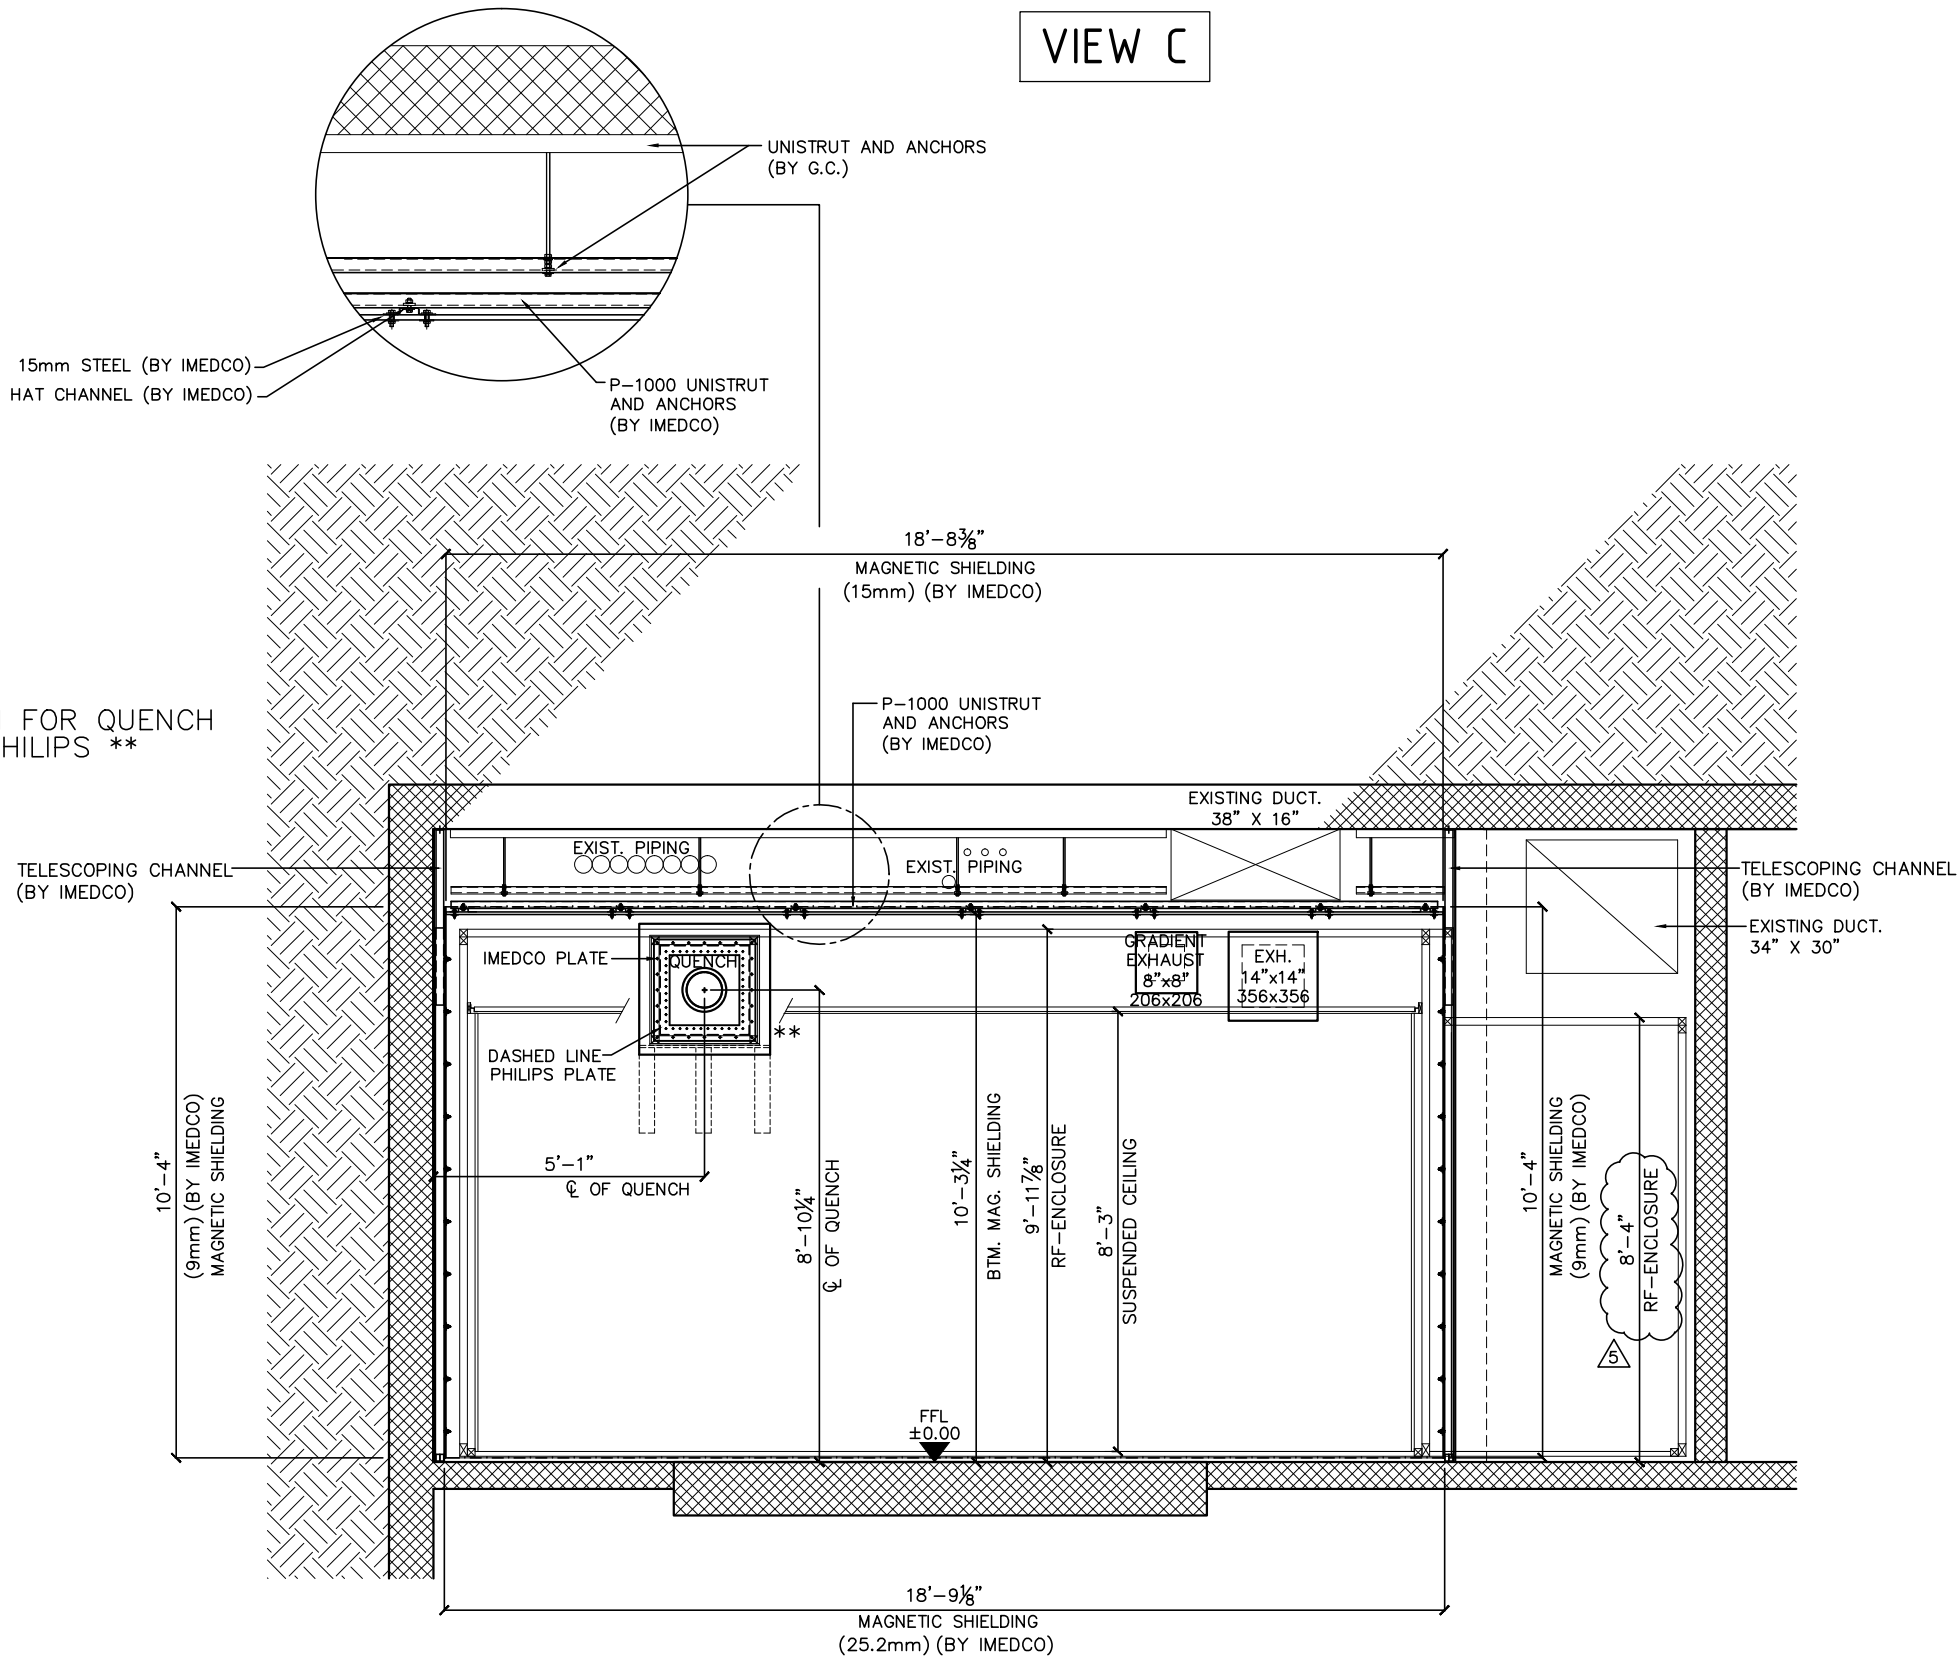 VIEW C
UNISTRUT AND ANCHORS
(BY G.C.)
15mm STEEL (BY IMEDCO)
HAT CHANNEL (BY IMEDCO)
P-1000 UNISTRUT
AND ANCHORS
(BY IMEDCO)
18'-8⅜"
MAGNETIC SHIELDING
(15mm) (BY IMEDCO)
FOR QUENCH
HILIPS **
P-1000 UNISTRUT
AND ANCHORS
(BY IMEDCO)
EXISTING DUCT.
38" X 16"
EXIST. PIPING
EXIST. PIPING
TELESCOPING CHANNEL
(BY IMEDCO)
TELESCOPING CHANNEL
(BY IMEDCO)
EXISTING DUCT.
34" X 30"
IMEDCO PLATE
QUENCH
GRADIENT
EXHAUST
8"x8"
206x206
EXH.
14"x14"
356x356
**
DASHED LINE
PHILIPS PLATE
10'-4"
(9mm) (BY IMEDCO)
MAGNETIC SHIELDING
5'-1"
℄ OF QUENCH
8'-10¼"
℄ OF QUENCH
10'-3¼"
BTM. MAG. SHIELDING
9'-11⅞"
RF-ENCLOSURE
8'-3"
SUSPENDED CEILING
10'-4"
MAGNETIC SHIELDING
(9mm) (BY IMEDCO)
8'-4"
RF-ENCLOSURE
5
FFL
±0.00
18'-9⅛"
MAGNETIC SHIELDING
(25.2mm) (BY IMEDCO)